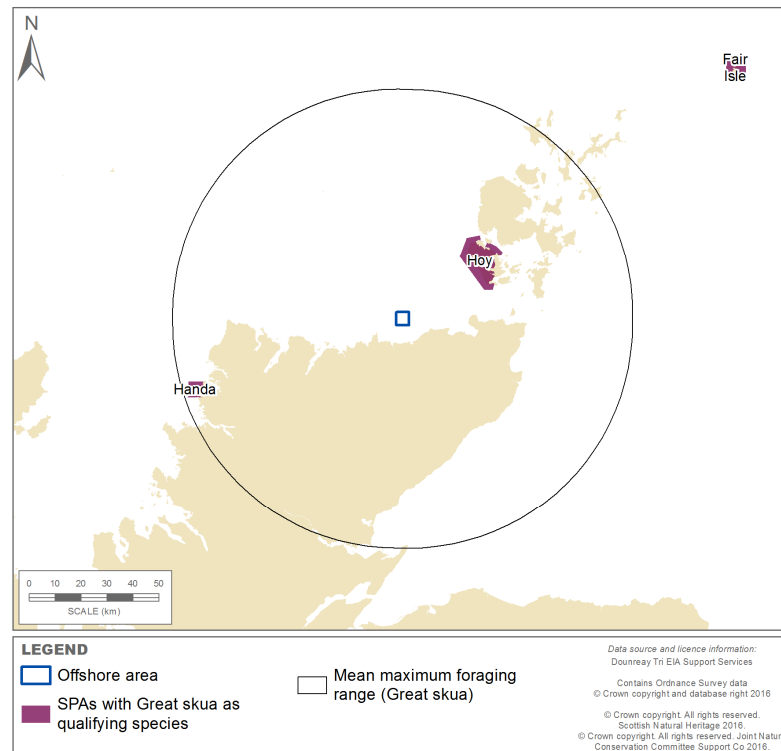 N
Fair
Isle
Hoy
Handa
0 10 20 30 40 50
SCALE (km)
LEGEND
Offshore area
SPAs with Great skua as
qualifying species
Mean maximum foraging
range (Great skua)
Data source and licence information:
Dounreay Tri EIA Support Services
Contains Ordnance Survey data
© Crown copyright and database right 2016
© Crown copyright. All rights reserved.
Scottish Natural Heritage 2016.
© Crown copyright. All rights reserved. Joint Natur
Conservation Committee Support Co 2016.